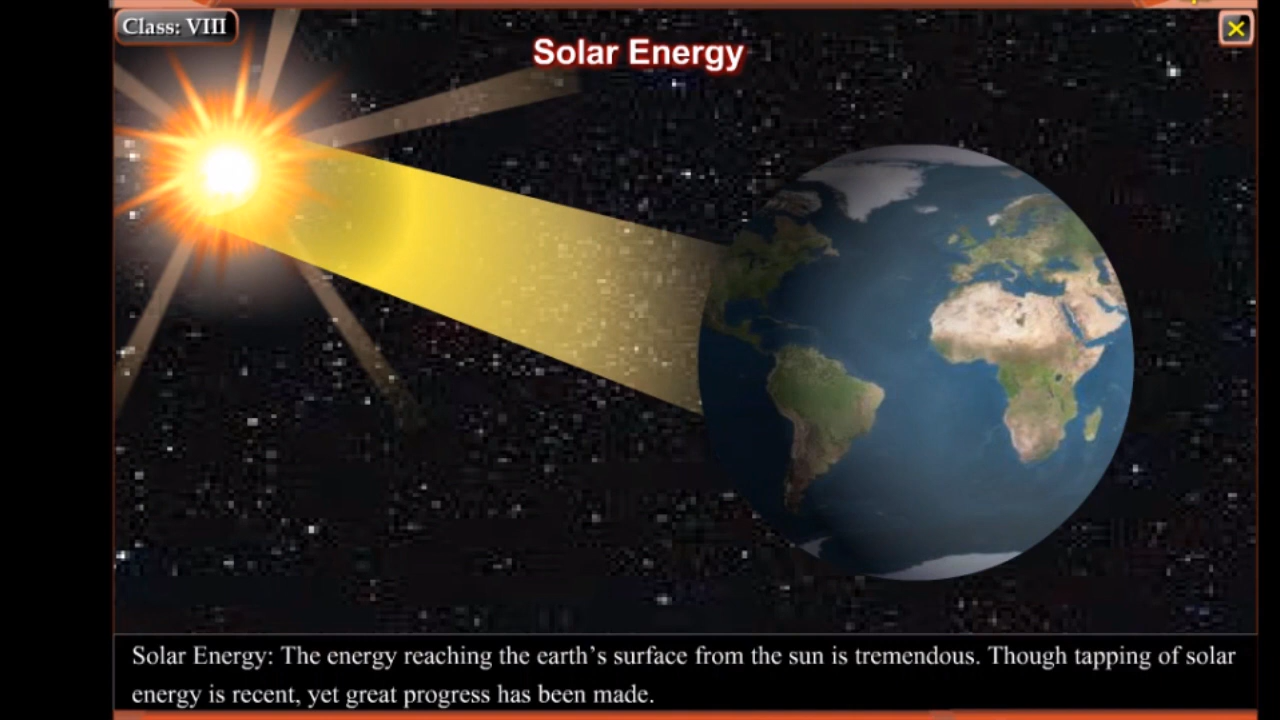 Class: VIII
Solar Energy
Solar Energy: The energy reaching the earth’s surface from the sun is tremendous. Though tapping of solar
energy is recent, yet great progress has been made.